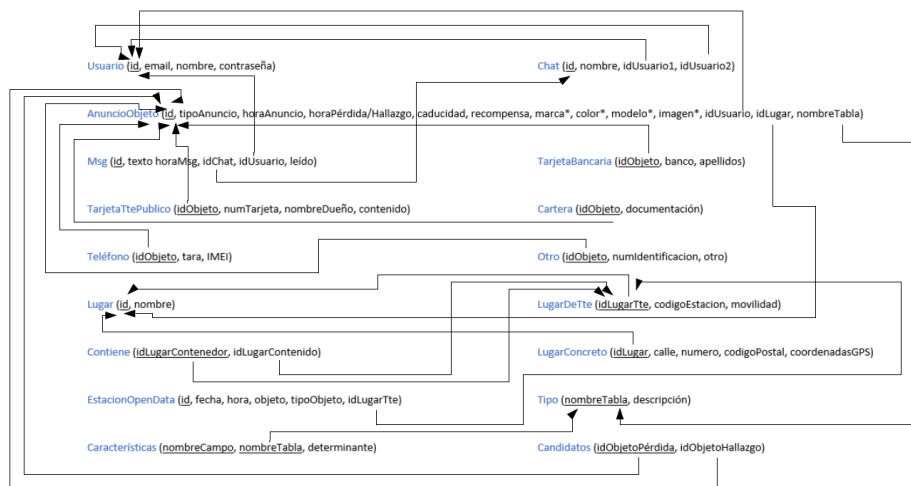 Usuario (id, email, nombre, contraseña)
Chat (id, nombre, idUsuario1, idUsuario2)
AnuncioObjeto (id, tipoAnuncio, horaAnuncio, horaPérdida/Hallazgo, caducidad, recompensa, marca*, color*, modelo*, imagen*, idUsuario, idLugar, nombreTabla)
Msg (id, texto horaMsg, idChat, idUsuario, leído)
TarjetaBancaria (idObjeto, banco, apellidos)
TarjetaTtePublico (idObjeto, numTarjeta, nombreDueño, contenido)
Cartera (idObjeto, documentación)
Teléfono (idObjeto, tara, IMEI)
Otro (idObjeto, numIdentificacion, otro)
Lugar (id, nombre)
LugarDeTte (idLugarTte, codigoEstacion, movilidad)
Contiene (idLugarContenedor, idLugarContenido)
LugarConcreto (idLugar, calle, numero, codigoPostal, coordenadasGPS)
EstacionOpenData (id, fecha, hora, objeto, tipoObjeto, idLugarTte)
Tipo (nombreTabla, descripción)
Características (nombreCampo, nombreTabla, determinante)
Candidatos (idObjetoPérdida, idObjetoHallazgo)